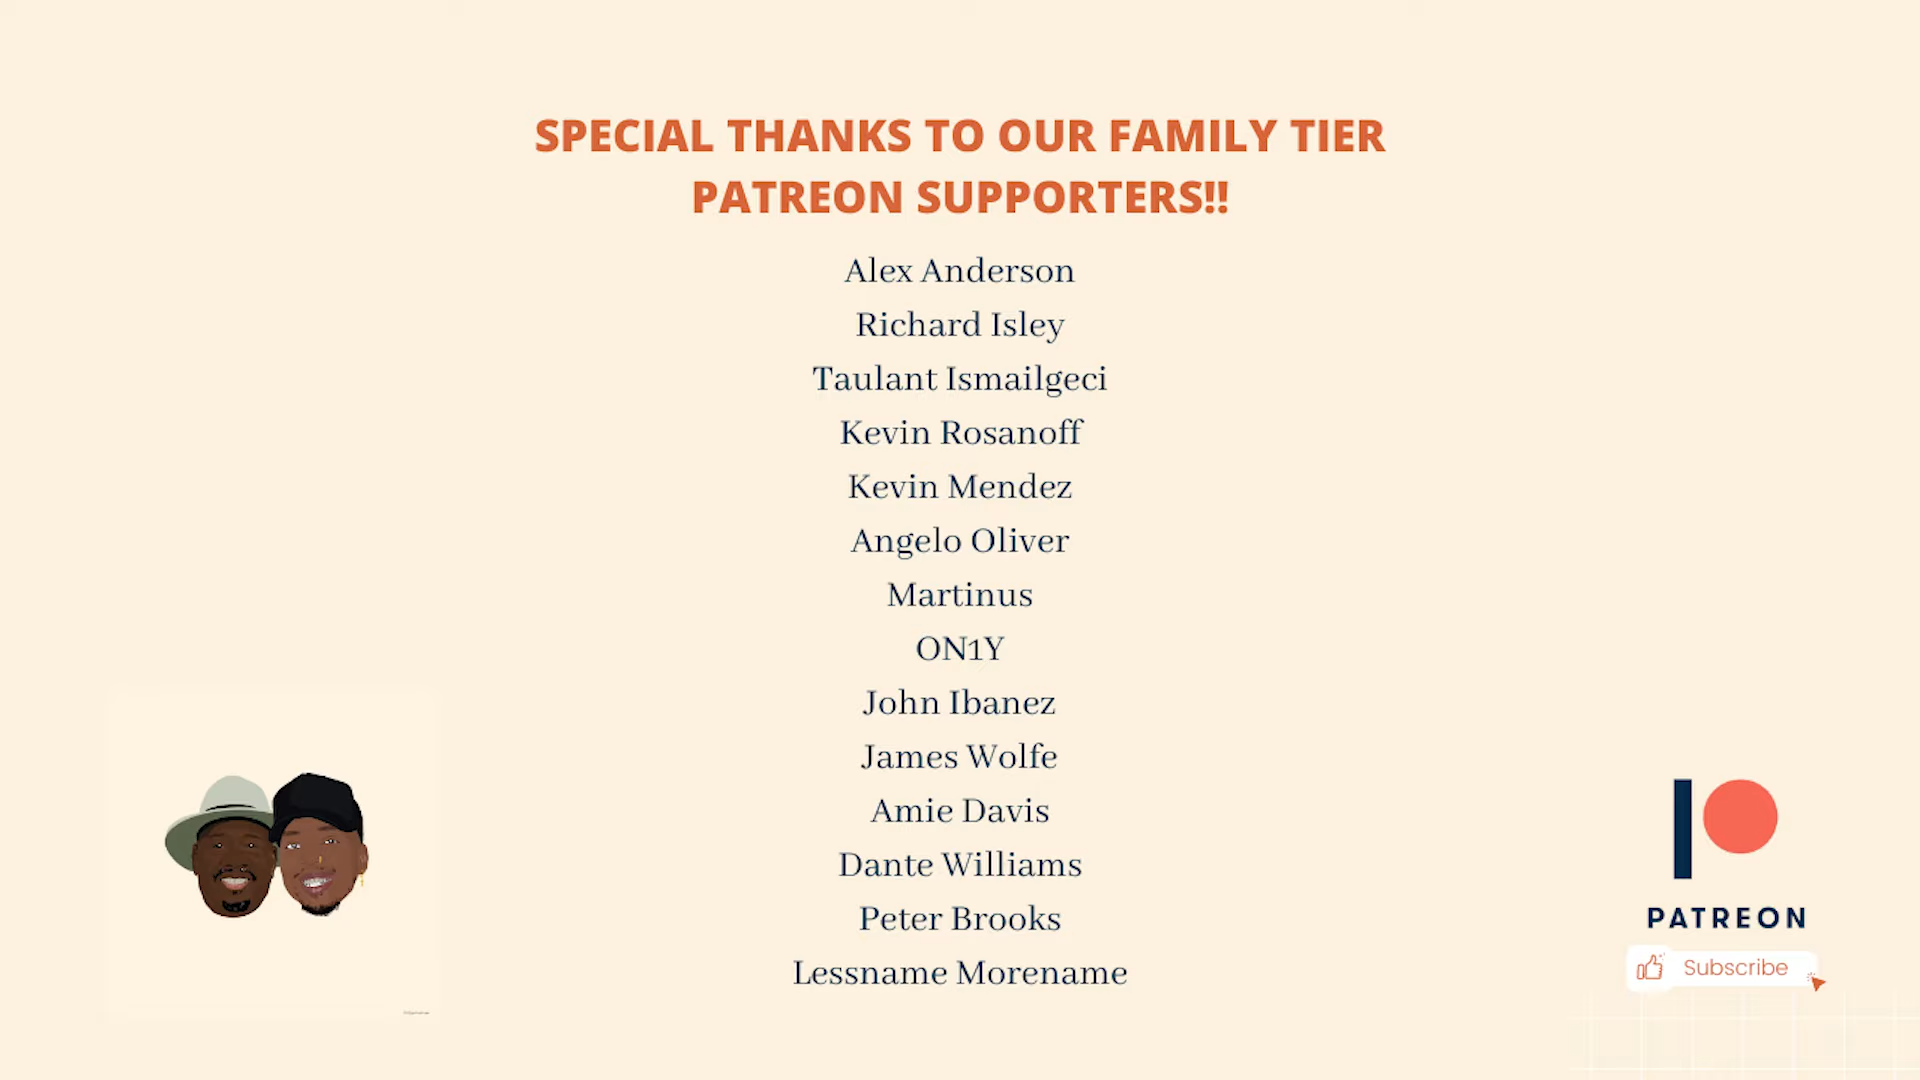 SPECIAL THANKS TO OUR FAMILY TIER
PATREON SUPPORTERS!!
Alex Anderson
Richard Isley
Taulant Ismailgeci
Kevin Rosanoff
Kevin Mendez
Angelo Oliver
Martinus
ON1Y
John Ibanez
James Wolfe
Amie Davis
Dante Williams
Peter Brooks
Lessname Morename
PATREON
Subscribe